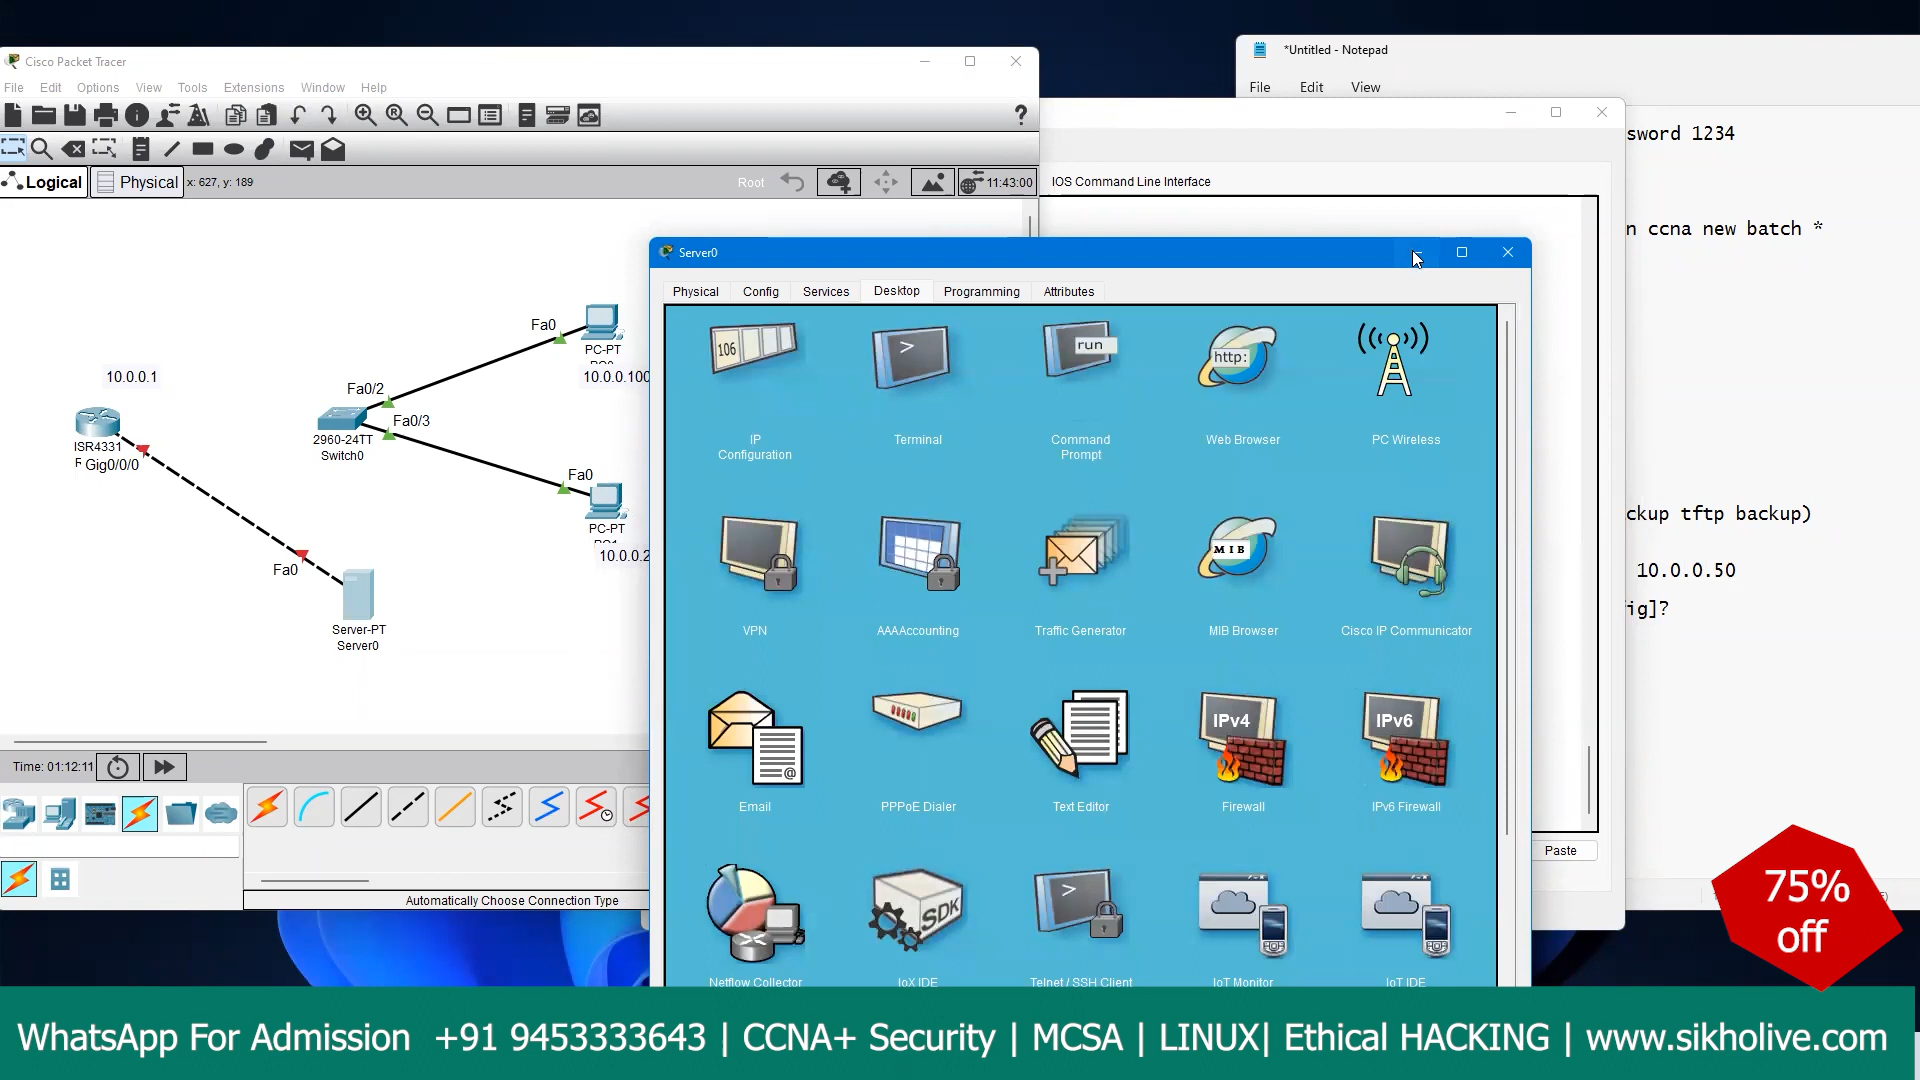 Cisco Packet Tracer
File Edit Options View Tools Extensions Window Help
Logical Physical x: 627, y: 189 Root 11:43:00
10.0.0.1
ISR4331
Gig0/0/0
Fa0/2
Fa0/3
2960-24TT
Switch0
Fa0
PC-PT
10.0.0.100
Fa0
PC-PT
10.0.0.2
Fa0
Server-PT
Server0
Time: 01:12:11
Automatically Choose Connection Type
*Untitled - Notepad
File Edit View
sword 1234
n ccna new batch *
ckup tftp backup)
10.0.0.50
ig]?
IOS Command Line Interface
Paste
Server0
Physical Config Services Desktop Programming Attributes
106
run
http:
IP
Configuration
Terminal
Command
Prompt
Web Browser
PC Wireless
MIB
VPN
AAAAccounting
Traffic Generator
MIB Browser
Cisco IP Communicator
IPv4
IPv6
Email
PPPoE Dialer
Text Editor
Firewall
IPv6 Firewall
SDK
Netflow Collector
IoX IDE
Telnet / SSH Client
IoT Monitor
IoT IDE
75%
off
WhatsApp For Admission +91 9453333643 | CCNA+ Security | MCSA | LINUX| Ethical HACKING | www.sikholive.com